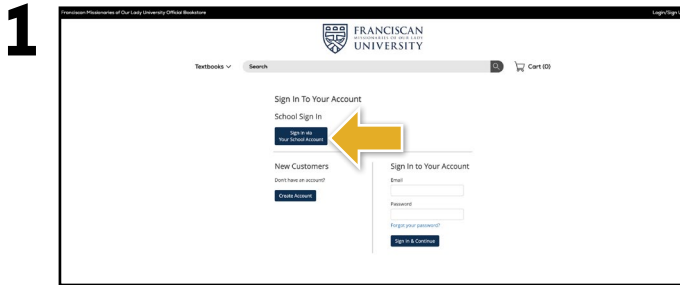 1
Franciscan Missionaries of Our Lady University Official Bookstore
Login/Sign
FRANCISCAN
MISSIONARIES OF OUR LADY
UNIVERSITY
Textbooks
Search
Cart (0)
Sign In To Your Account
School Sign In
Sign in via
Your School Account
New Customers
Don't have an account?
Create Account
Sign In to Your Account
Email
Password
Forgot your password?
Sign In & Continue